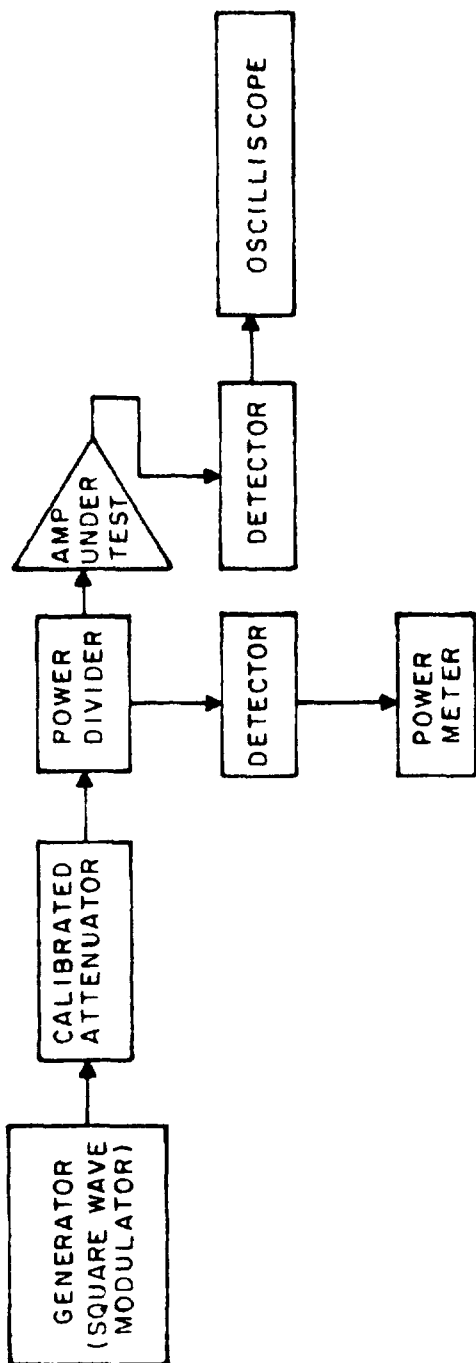 GENERATOR
(SQUARE WAVE
MODULATOR)
CALIBRATED
ATTENUATOR
POWER
DIVIDER
AMP
UNDER
TEST
DETECTOR
POWER
METER
DETECTOR
OSCILLISCOPE